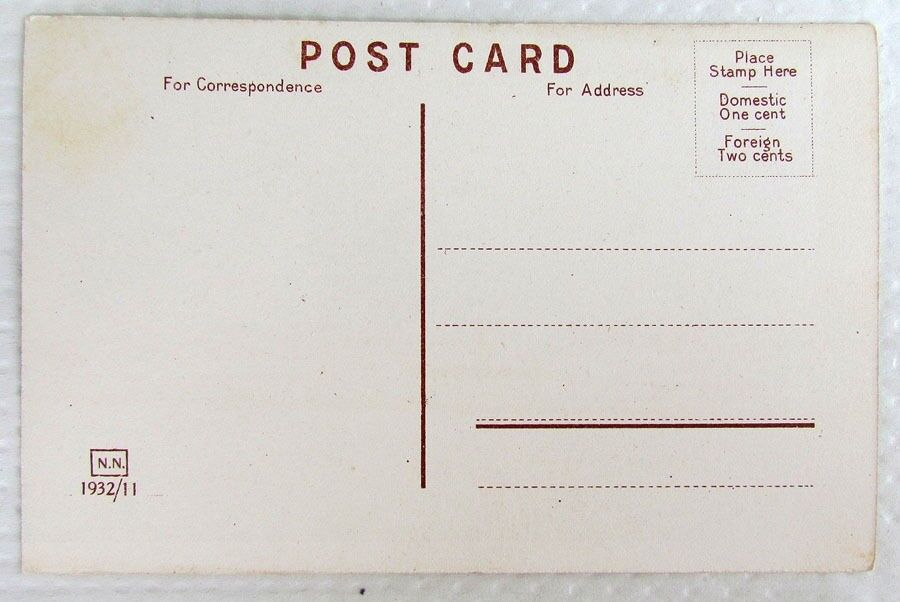 POST CARD
For Correspondence
For Address
Place
Stamp Here
Domestic
One cent
Foreign
Two cents
N.N.
1932/11